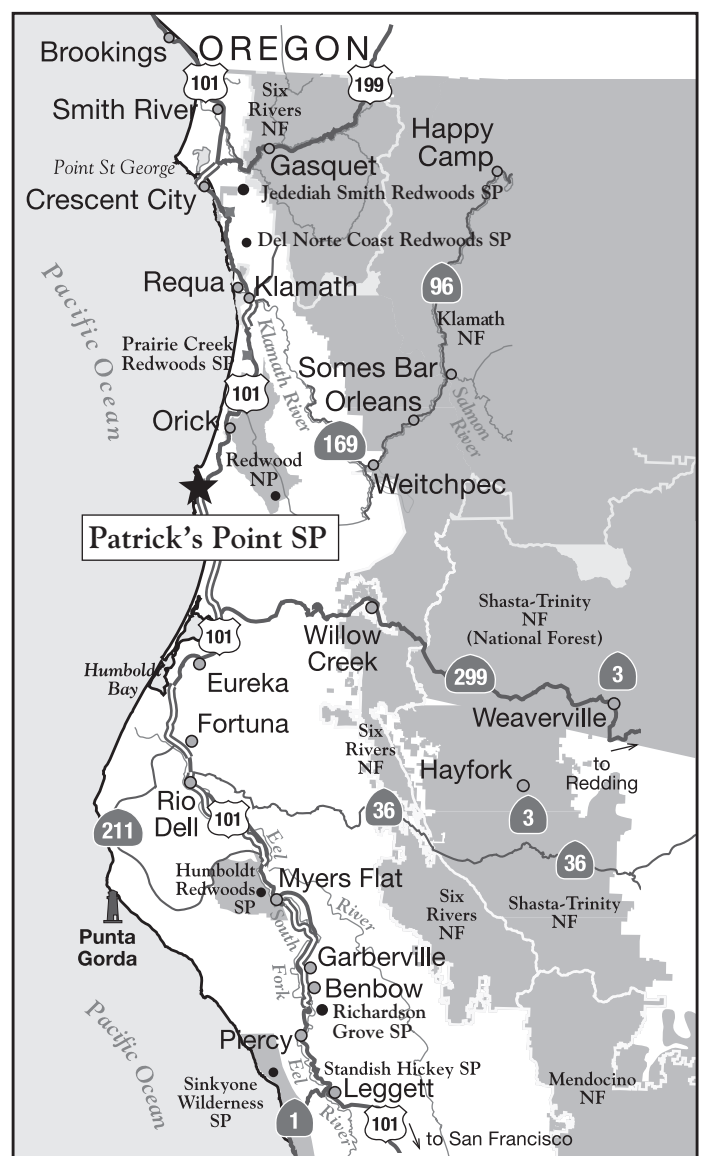 Brookings
OREGON
101
199
Smith River
Six
Rivers
NF
Happy
Camp
Point St George
Gasquet
Crescent City
Jedediah Smith Redwoods SP
Del Norte Coast Redwoods SP
Pacific Ocean
Requa
Klamath
96
Klamath
NF
Prairie Creek
Redwoods SP
Klamath River
Somes Bar
101
Orleans
Salmon
River
Orick
169
Redwood
NP
Weitchpec
Patrick's Point SP
Shasta-Trinity
NF
(National Forest)
101
Willow
Creek
Humboldt
Bay
Eureka
299
3
Weaverville
Fortuna
Six
Rivers
NF
to
Redding
Hayfork
Rio
Dell
101
36
3
211
Eel
36
Humboldt
Redwoods
SP
Myers Flat
River
Six
Rivers
NF
Shasta-Trinity
NF
Punta
Gorda
South
Fork
Garberville
Benbow
Richardson
Grove SP
Pacific Ocean
Piercy
Eel
Standish Hickey SP
Sinkyone
Wilderness
SP
Leggett
Mendocino
NF
1
River
101
to San Francisco